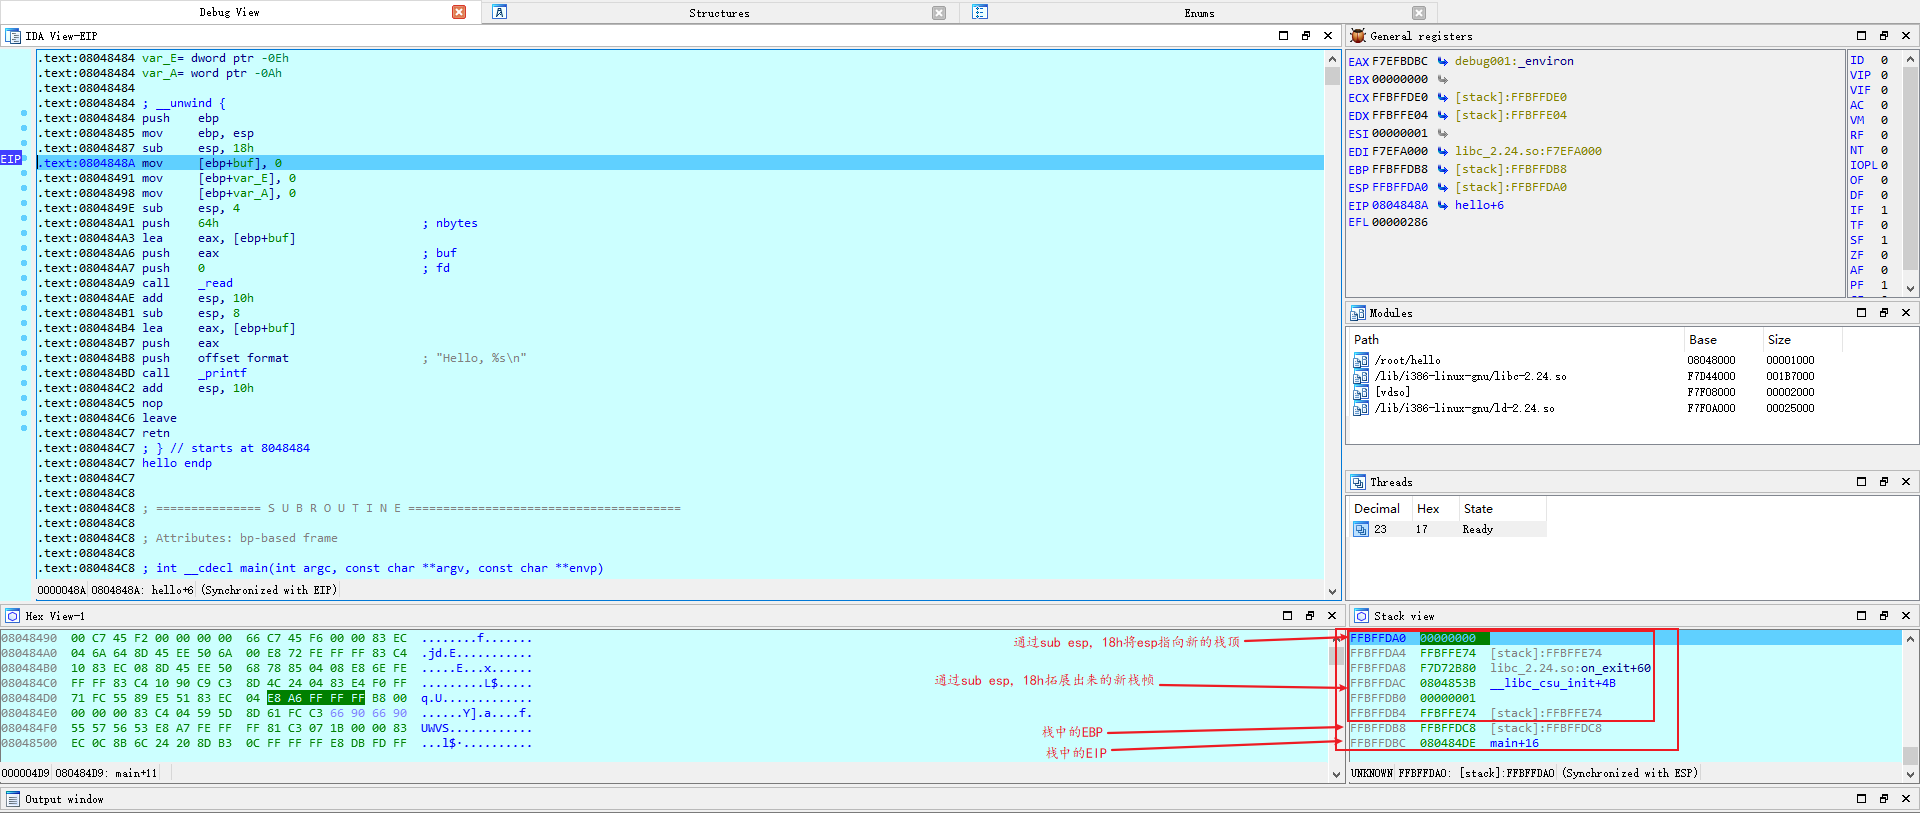 Debug View
Structures
Enums
IDA View-EIP
.text:08048484 var_E= dword ptr -0Eh
.text:08048484 var_A= word ptr -0Ah
.text:08048484
.text:08048484 ; __unwind {
.text:08048484 push    ebp
.text:08048485 mov     ebp, esp
.text:08048487 sub     esp, 18h
EIP
.text:0804848A mov     [ebp+buf], 0
.text:08048491 mov     [ebp+var_E], 0
.text:08048498 mov     [ebp+var_A], 0
.text:0804849E sub     esp, 4
.text:080484A1 push    64h                             ; nbytes
.text:080484A3 lea     eax, [ebp+buf]
.text:080484A6 push    eax                             ; buf
.text:080484A7 push    0                               ; fd
.text:080484A9 call    _read
.text:080484AE add     esp, 10h
.text:080484B1 sub     esp, 8
.text:080484B4 lea     eax, [ebp+buf]
.text:080484B7 push    eax
.text:080484B8 push    offset format                   ; "Hello, %s\n"
.text:080484BD call    _printf
.text:080484C2 add     esp, 10h
.text:080484C5 nop
.text:080484C6 leave
.text:080484C7 retn
.text:080484C7 ; } // starts at 8048484
.text:080484C7 hello endp
.text:080484C7
.text:080484C8
.text:080484C8 ; =============== S U B R O U T I N E =======================================
.text:080484C8
.text:080484C8 ; Attributes: bp-based frame
.text:080484C8
.text:080484C8 ; int __cdecl main(int argc, const char **argv, const char **envp)
0000048A 0804848A: hello+6 (Synchronized with EIP)
General registers
EAX F7EFBDBC debug001:_environ
EBX 00000000
ECX FFBFFDE0 [stack]:FFBFFDE0
EDX FFBFFE04 [stack]:FFBFFE04
ESI 00000001
EDI F7EFA000 libc_2.24.so:F7EFA000
EBP FFBFFDB8 [stack]:FFBFFDB8
ESP FFBFFDA0 [stack]:FFBFFDA0
EIP 0804848A hello+6
EFL 00000286
ID 0
VIP 0
VIF 0
AC 0
VM 0
RF 0
NT 0
IOPL 0
OF 0
DF 0
IF 1
TF 0
SF 1
ZF 0
AF 0
PF 1
Modules
Path Base Size
/root/hello 08048000 00001000
/lib/i386-linux-gnu/libc-2.24.so F7D44000 001B7000
[vdso] F7F08000 00002000
/lib/i386-linux-gnu/ld-2.24.so F7F0A000 00025000
Threads
Decimal Hex State
23 17 Ready
Hex View-1
08048490  00 C7 45 F2 00 00 00 00  66 C7 45 F6 00 00 83 EC  ........f.......
080484A0  04 6A 64 8D 45 EE 50 6A  00 E8 72 FE FF FF 83 C4  .jd.E...........
080484B0  10 83 EC 08 8D 45 EE 50  68 78 85 04 08 E8 6E FE  .....E...x......
080484C0  FF FF 83 C4 10 90 C9 C3  8D 4C 24 04 83 E4 F0 FF  .........L$.....
080484D0  71 FC 55 89 E5 51 83 EC  04 E8 A6 FF FF FF B8 00  q.U.............
080484E0  00 00 00 83 C4 04 59 5D  8D 61 FC C3 66 90 66 90  ......Y].a....f.
080484F0  55 57 56 53 E8 A7 FE FF  FF 81 C3 07 1B 00 00 83  UWVS............
08048500  EC 0C 8B 6C 24 20 8D B3  0C FF FF FF E8 DB FD FF  ...l$·..........
000004D9 080484D9: main+11
通过sub esp, 18h将esp指向新的栈顶
通过sub esp, 18h拓展出来的新栈帧
栈中的EBP
栈中的EIP
Stack view
FFBFFDA0  00000000
FFBFFDA4  FFBFFE74  [stack]:FFBFFE74
FFBFFDA8  F7D72B80  libc_2.24.so:on_exit+60
FFBFFDAC  0804853B  __libc_csu_init+4B
FFBFFDB0  00000001
FFBFFDB4  FFBFFE74  [stack]:FFBFFE74
FFBFFDB8  FFBFFDC8  [stack]:FFBFFDC8
FFBFFDBC  080484DE  main+16
UNKNOWN FFBFFDA0: [stack]:FFBFFDA0 (Synchronized with ESP)
Output window